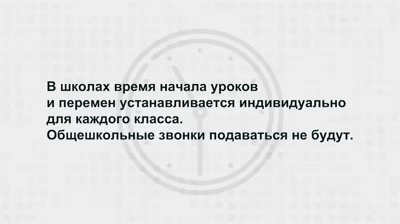 В школах время начала уроков
и перемен устанавливается индивидуально
для каждого класса.
Общешкольные звонки подаваться не будут.